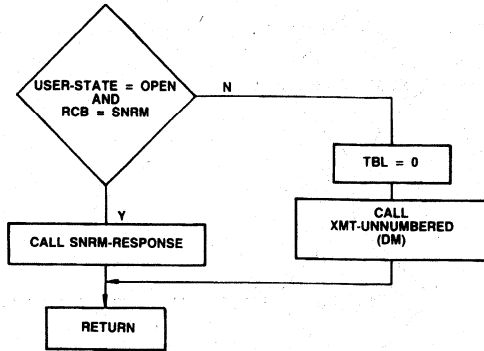 USER-STATE = OPEN
AND
RCB = SNRM
N
TBL = 0
Y
CALL
XMT-UNNUMBERED
(DM)
CALL SNRM-RESPONSE
RETURN